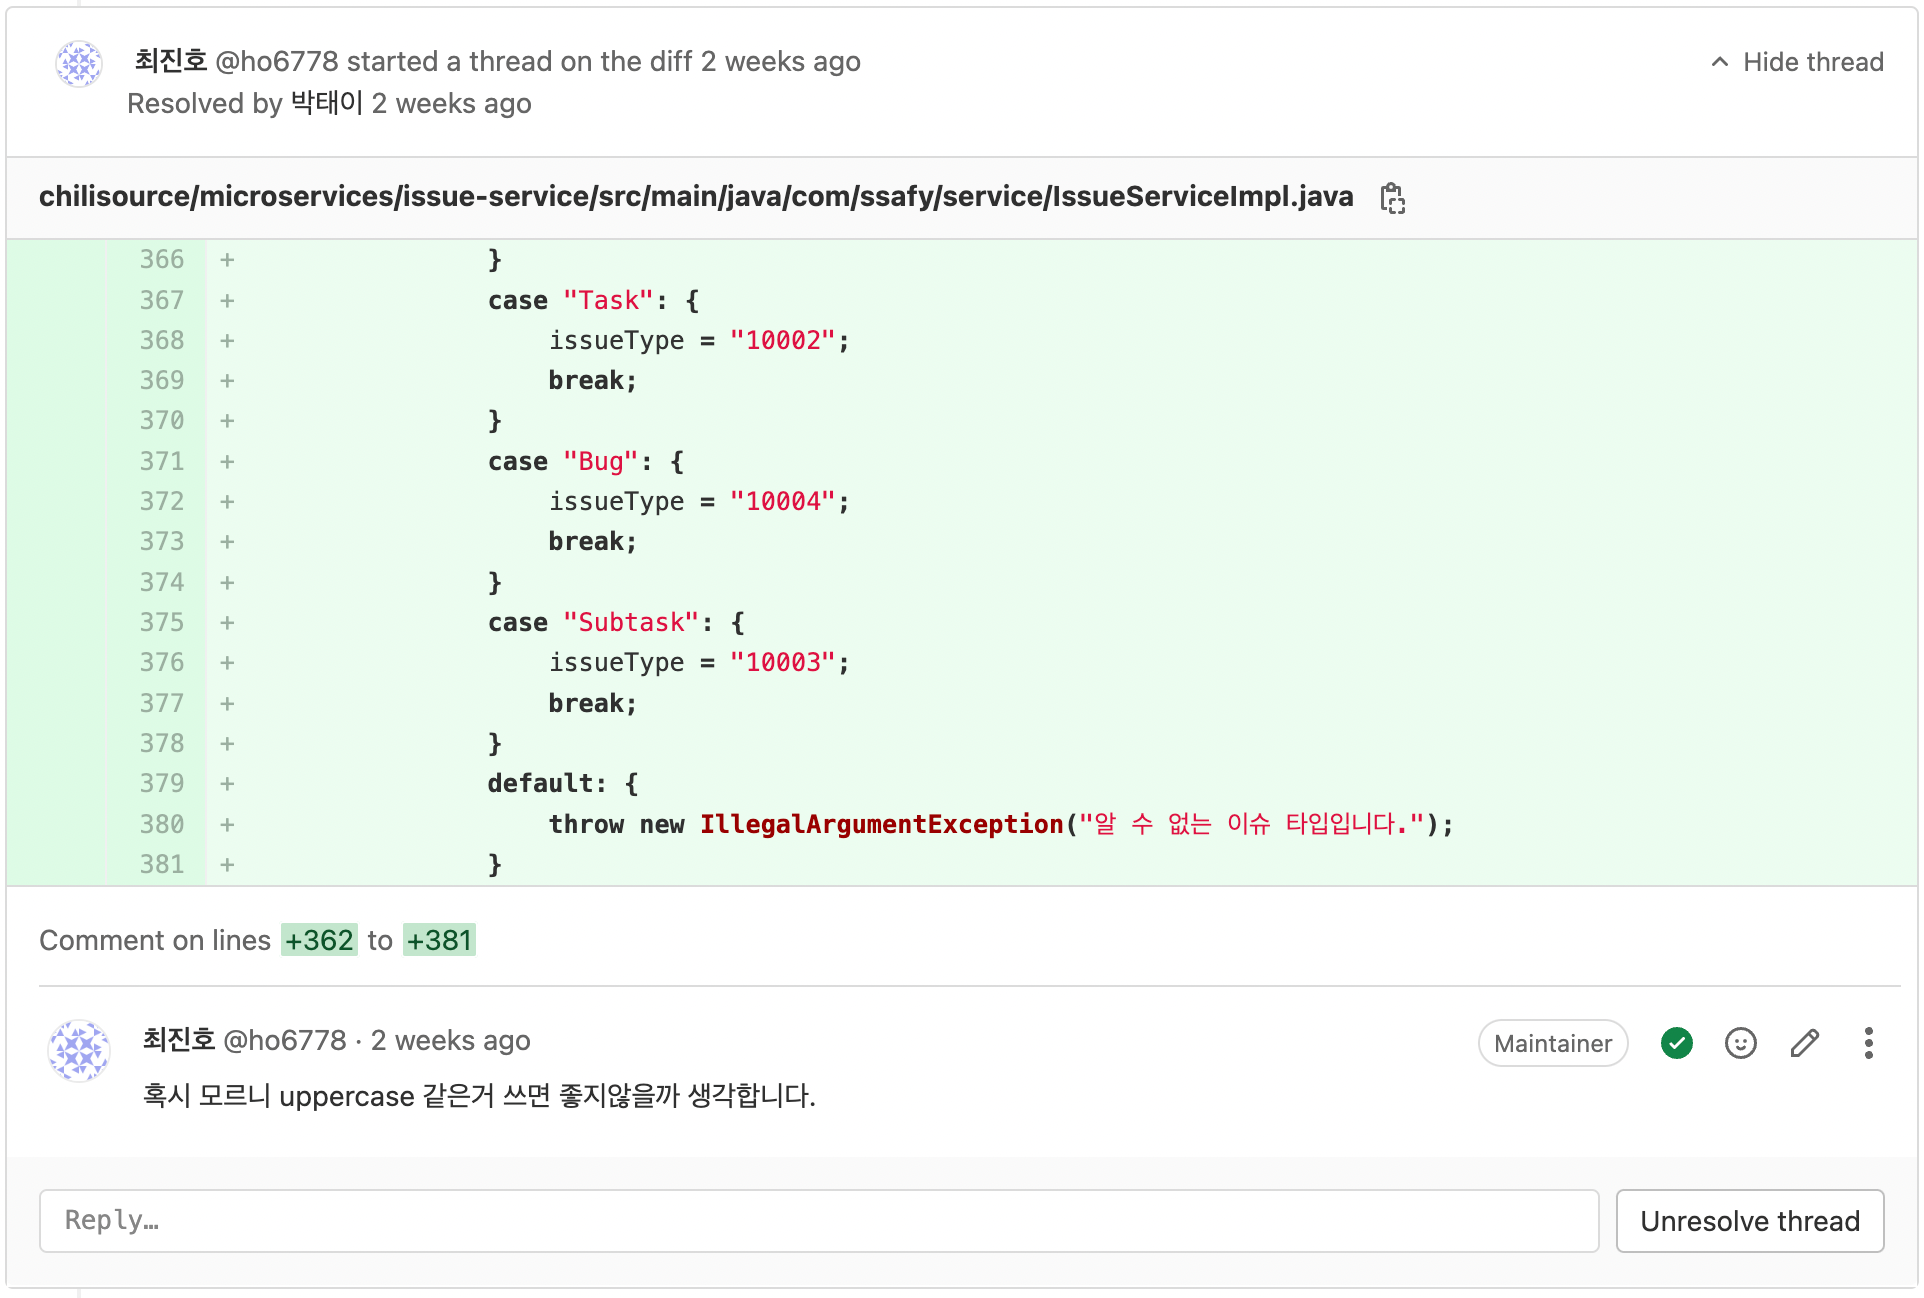 최진호 @ho6778 started a thread on the diff 2 weeks ago
Hide thread
Resolved by 박태이 2 weeks ago
chilisource/microservices/issue-service/src/main/java/com/ssafy/service/IssueServiceImpl.java
366 + }
367 + case "Task": {
368 + issueType = "10002";
369 + break;
370 + }
371 + case "Bug": {
372 + issueType = "10004";
373 + break;
374 + }
375 + case "Subtask": {
376 + issueType = "10003";
377 + break;
378 + }
379 + default: {
380 + throw new IllegalArgumentException("알 수 없는 이슈 타입입니다.");
381 + }
Comment on lines +362 to +381
최진호 @ho6778 · 2 weeks ago
Maintainer
혹시 모르니 uppercase 같은거 쓰면 좋지않을까 생각합니다.
Reply…
Unresolve thread